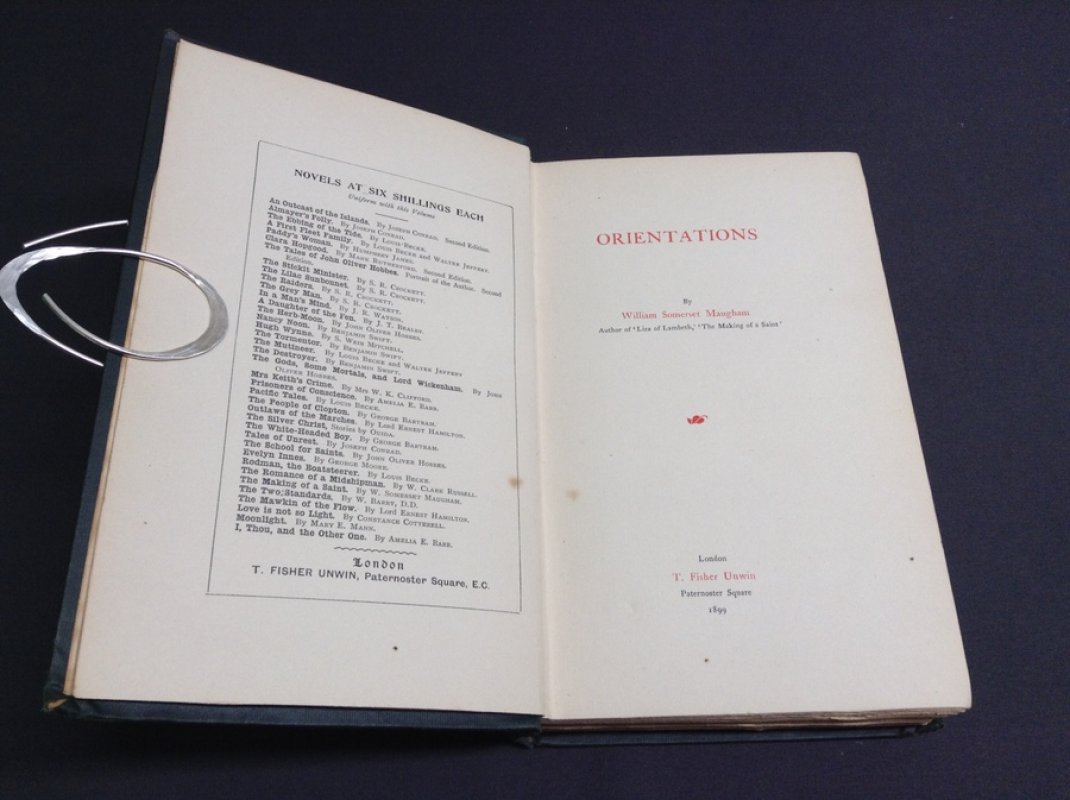 NOVELS AT SIX SHILLINGS EACH
Uniform with this Volume
An Outcast of the Islands. By Joseph Conrad. Second Edition.
Almayer's Folly. By Joseph Conrad.
The Ebbing of the Tide. By Louis Becke.
A First Fleet Family. By Louis Becke and Walter Jeffery.
Paddy's Woman. By Humphrey James.
Clara Hopgood. By Mark Rutherford. Second Edition.
The Tales of John Oliver Hobbes. Portrait of the Author. Second
Edition.
The Stickit Minister. By S. R. Crockett.
The Lilac Sunbonnet. By S. R. Crockett.
The Raiders. By S. R. Crockett.
The Grey Man. By S. R. Crockett.
In a Man's Mind. By J. R. Watson.
A Daughter of the Fen. By J. T. Bealby.
The Herb-Moon. By John Oliver Hobbes.
Nancy Noon. By Benjamin Swift.
Hugh Wynne. By S. Weir Mitchell.
The Tormentor. By Benjamin Swift.
The Mutineer. By Louis Becke and Walter Jeffery
The Destroyer. By Benjamin Swift.
The Gods, Some Mortals, and Lord Wickenham. By John
Oliver Hobbes.
Mrs Keith's Crime. By Mrs W. K. Clifford.
Prisoners of Conscience. By Amelia E. Barr.
Pacific Tales. By Louis Becke.
The People of Clopton. By George Bartram.
Outlaws of the Marches. By Lord Ernest Hamilton.
The Silver Christ, Stories by Ouida.
The White-Headed Boy. By George Bartram.
Tales of Unrest. By Joseph Conrad.
The School for Saints. By John Oliver Hobbes.
Evelyn Innes. By George Moore.
Rodman, the Boatsteerer. By Louis Becke.
The Romance of a Midshipman. By W. Clark Russell.
The Making of a Saint. By W. Somerset Maugham.
The Two Standards. By W. Barry, D.D.
The Mawkin of the Flow. By Lord Ernest Hamilton.
Love is not so Light. By Constance Cotterell.
Moonlight. By Mary E. Mann.
I, Thou, and the Other One. By Amelia E. Barr.
London
T. FISHER UNWIN, Paternoster Square, E.C.
ORIENTATIONS
By
William Somerset Maugham
Author of 'Liza of Lambeth,' 'The Making of a Saint'
London
T. Fisher Unwin
Paternoster Square
1899